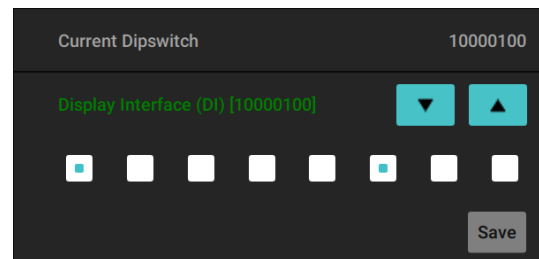 Current Dipswitch 10000100
Display Interface (DI) [10000100]
Save